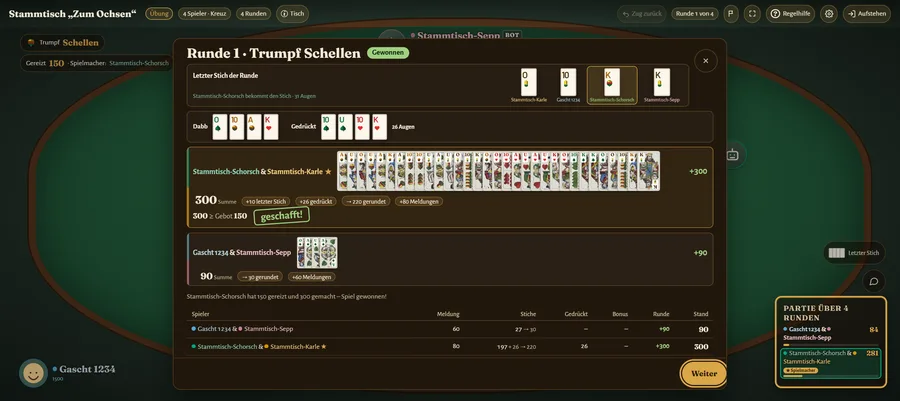 Stammtisch „Zum Ochsen“
Übung
4 Spieler · Kreuz
4 Runden
Tisch
Zug zurück
Runde 1 von 4
Regelhilfe
Aufstehen
Trumpf Schellen
Stammtisch-Sepp BOT
Gereizt 150 · Spielmacher: Stammtisch-Schorsch
Runde 1 · Trumpf Schellen Gewonnen
Letzter Stich der Runde
Stammtisch-Schorsch bekommt den Stich · 31 Augen
O 10 K K
Stammtisch-Karle
Gascht 1234
Stammtisch-Schorsch
Stammtisch-Sepp
Dabb O 10 A K Gedrückt 10 U 10 K 26 Augen
Stammtisch-Schorsch & Stammtisch-Karle ★ +300
300 Summe +10 letzter Stich +26 gedrückt → 220 gerundet +80 Meldungen
300 ≥ Gebot 150 geschafft!
Gascht 1234 & Stammtisch-Sepp +90
90 Summe → 30 gerundet +60 Meldungen
Stammtisch-Schorsch hat 150 gereizt und 300 gemacht – Spiel gewonnen!
Spieler Meldung Stiche Gedrückt Bonus Runde Stand
Gascht 1234 & Stammtisch-Sepp 60 27 → 30 – – +90 90
Stammtisch-Schorsch & Stammtisch-Karle ★ 80 197 + 26 → 220 26 – +300 300
Weiter
Letzter Stich
PARTIE ÜBER 4
RUNDEN
Gascht 1234 & Stammtisch-Sepp 84
Stammtisch-Schorsch & Stammtisch-Karle 281
★ Spielmacher
Gascht 1234
1500